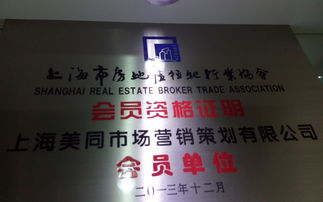 上海市房地产经纪行业协会
SHANGHAI REAL ESTATE BROKER TRADE ASSOCIATION
会员资格证明
上海美同市场营销策划有限公司
会员单位
二〇一三年十二月